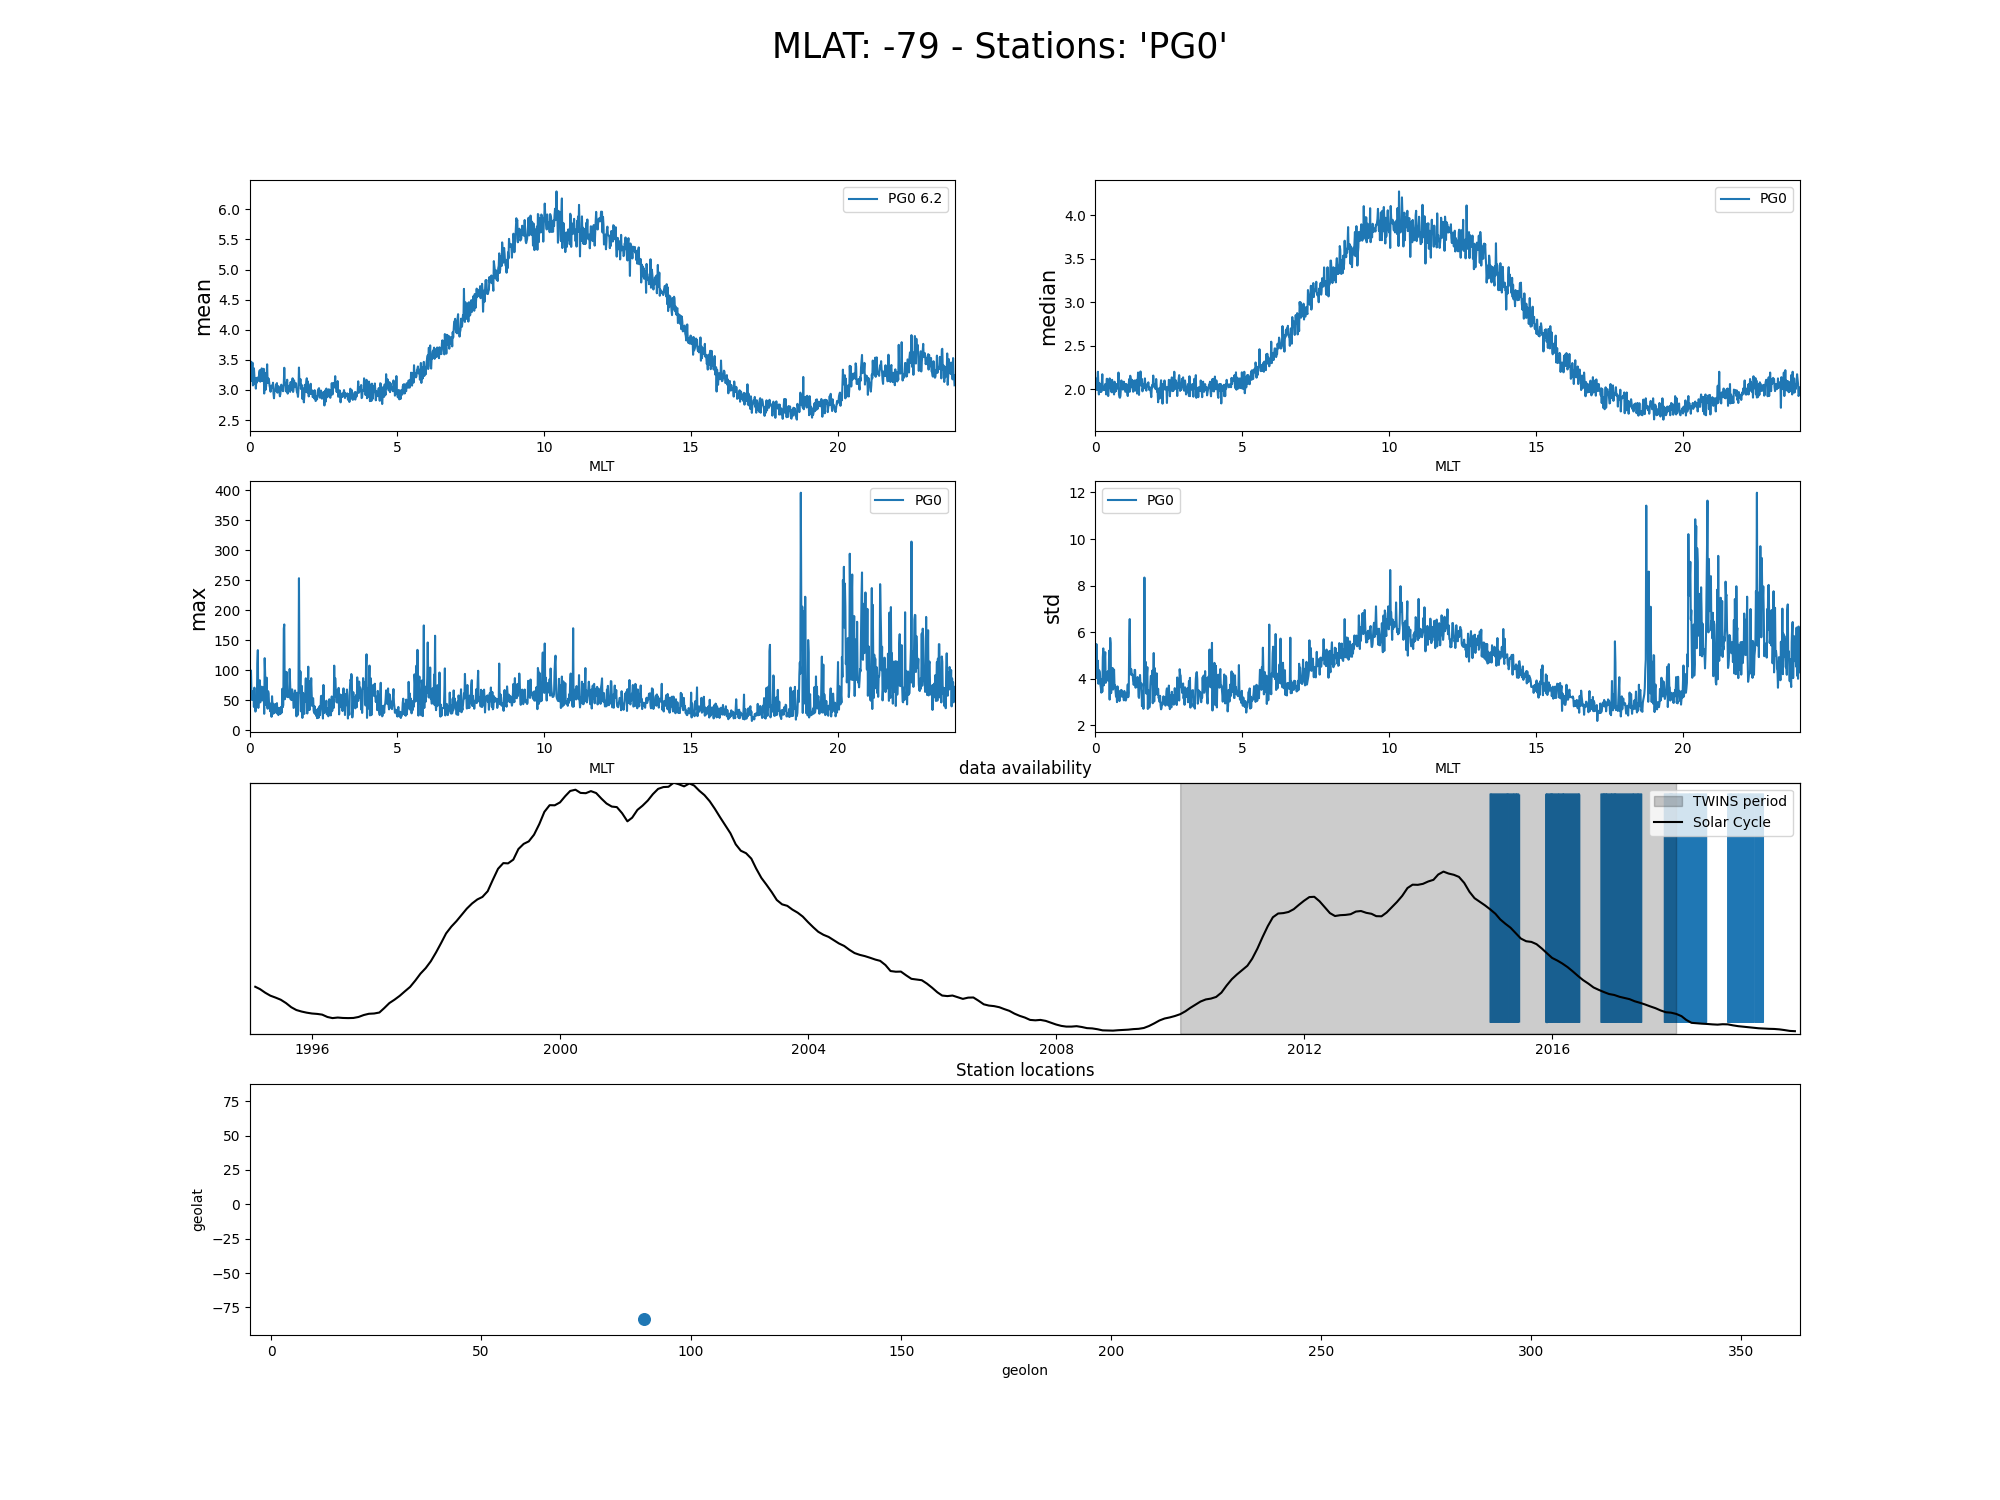 MLAT: -79 - Stations: 'PG0'
mean
6.0
5.5
5.0
4.5
4.0
3.5
3.0
2.5
PG0 6.2
0 5 10 15 20
MLT
median
4.0
3.5
3.0
2.5
2.0
PG0
0 5 10 15 20
MLT
max
400
350
300
250
200
150
100
50
0
PG0
0 5 10 15 20
MLT
std
12
10
8
6
4
2
PG0
0 5 10 15 20
MLT
data availability
TWINS period
Solar Cycle
1996 2000 2004 2008 2012 2016
Station locations
geolat
75
50
25
0
−25
−50
−75
0 50 100 150 200 250 300 350
geolon